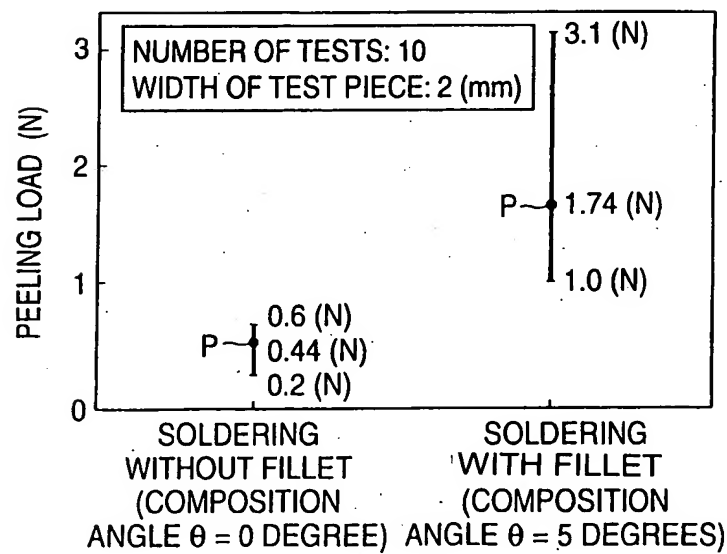 NUMBER OF TESTS: 10
WIDTH OF TEST PIECE: 2 (mm)
PEELING LOAD (N)
3
2
1
0
P
0.6 (N)
0.44 (N)
0.2 (N)
3.1 (N)
P
1.74 (N)
1.0 (N)
SOLDERING
WITHOUT FILLET
(COMPOSITION
ANGLE θ = 0 DEGREE)
SOLDERING
WITH FILLET
(COMPOSITION
ANGLE θ = 5 DEGREES)